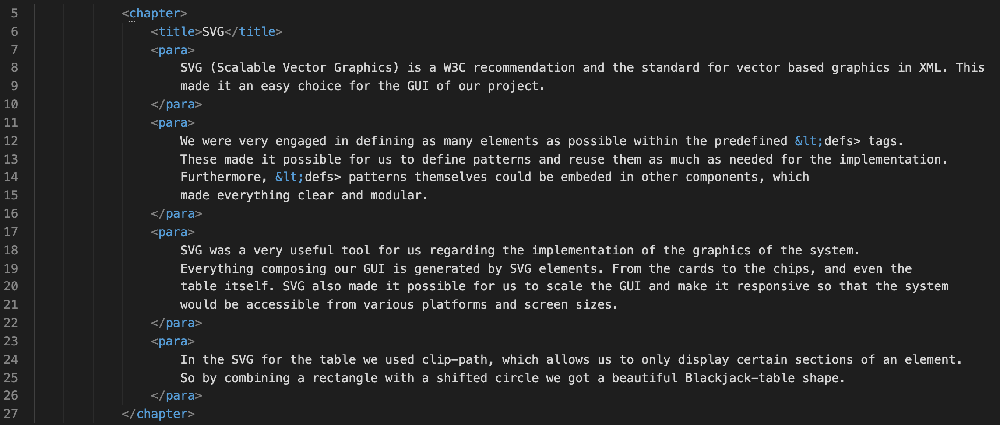 5 <chapter>
6 <title>SVG</title>
7 <para>
8 SVG (Scalable Vector Graphics) is a W3C recommendation and the standard for vector based graphics in XML. This
9 made it an easy choice for the GUI of our project.
10 </para>
11 <para>
12 We were very engaged in defining as many elements as possible within the predefined &lt;defs> tags.
13 These made it possible for us to define patterns and reuse them as much as needed for the implementation.
14 Furthermore, &lt;defs> patterns themselves could be embeded in other components, which
15 made everything clear and modular.
16 </para>
17 <para>
18 SVG was a very useful tool for us regarding the implementation of the graphics of the system.
19 Everything composing our GUI is generated by SVG elements. From the cards to the chips, and even the
20 table itself. SVG also made it possible for us to scale the GUI and make it responsive so that the system
21 would be accessible from various platforms and screen sizes.
22 </para>
23 <para>
24 In the SVG for the table we used clip-path, which allows us to only display certain sections of an element.
25 So by combining a rectangle with a shifted circle we got a beautiful Blackjack-table shape.
26 </para>
27 </chapter>